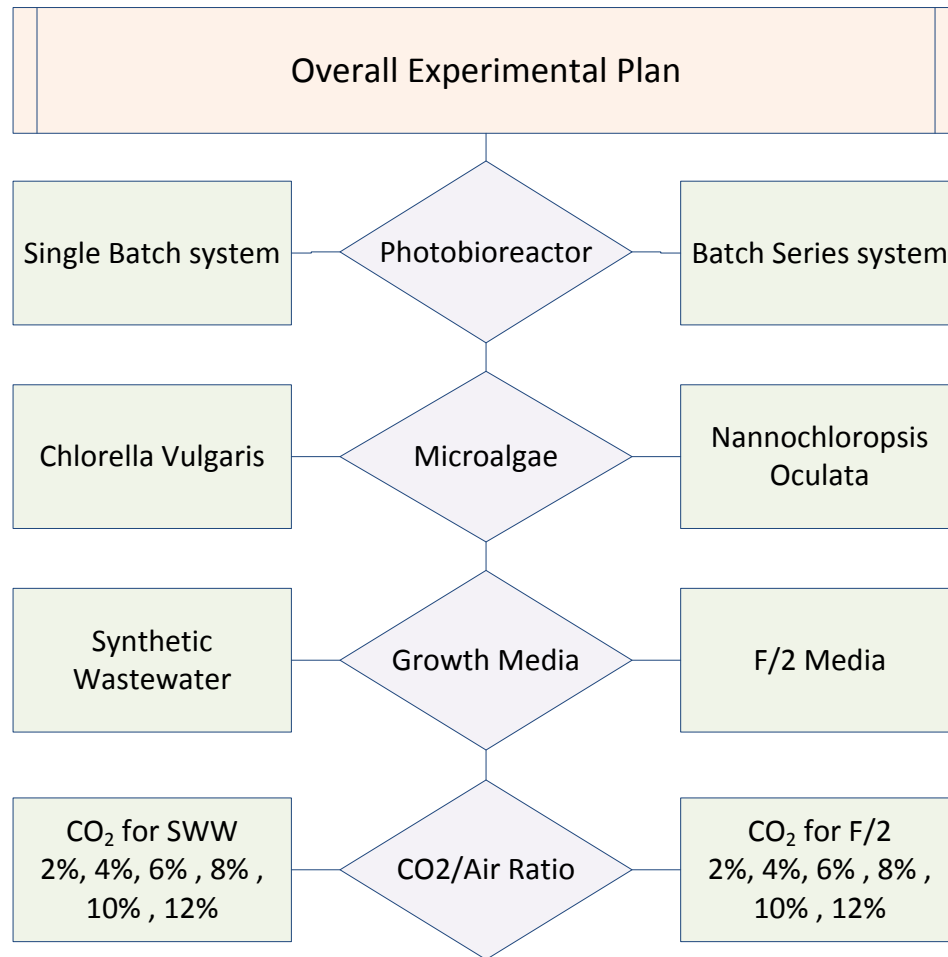 Overall Experimental Plan
Single Batch system
Photobioreactor
Batch Series system
Chlorella Vulgaris
Microalgae
Nannochloropsis
Oculata
Synthetic
Wastewater
Growth Media
F/2 Media
CO₂ for SWW
2%, 4%, 6% , 8% ,
10% , 12%
CO2/Air Ratio
CO₂ for F/2
2%, 4%, 6% , 8% ,
10% , 12%